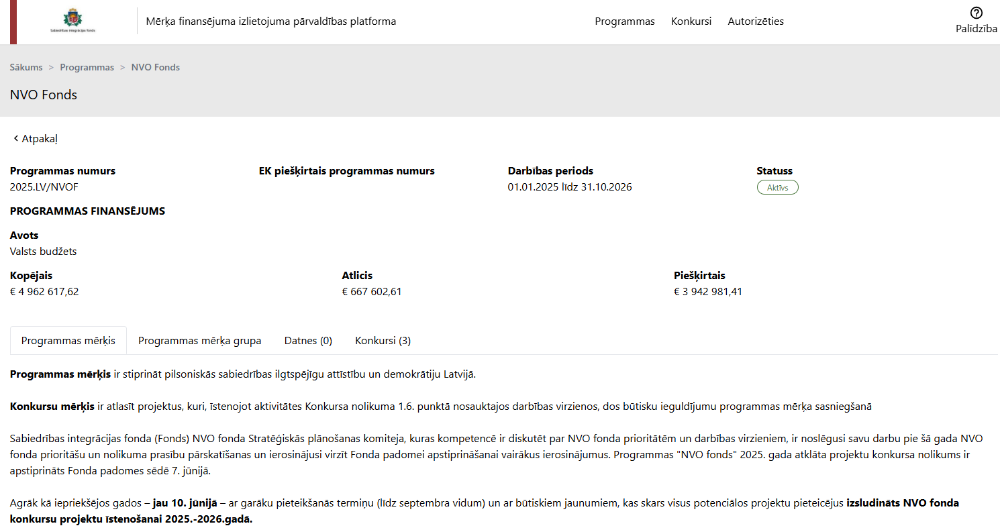 Sabiedrības integrācijas fonds
Mērķa finansējuma izlietojuma pārvaldības platforma
Programmas Konkursi Autorizēties
Palīdzība
Sākums > Programmas > NVO Fonds
NVO Fonds
Atpakaļ
Programmas numurs EK piešķirtais programmas numurs Darbības periods Statuss
2025.LV/NVOF 01.01.2025 līdz 31.10.2026 Aktīvs
PROGRAMMAS FINANSĒJUMS
Avots
Valsts budžets
Kopējais Atlicis Piešķirtais
€ 4 962 617,62 € 667 602,61 € 3 942 981,41
Programmas mērķis Programmas mērķa grupa Datnes (0) Konkursi (3)
Programmas mērķis ir stiprināt pilsoniskās sabiedrības ilgtspējīgu attīstību un demokrātiju Latvijā.
Konkursu mērķis ir atlasīt projektus, kuri, īstenojot aktivitātes Konkursa nolikuma 1.6. punktā nosauktajos darbības virzienos, dos būtisku ieguldījumu programmas mērķa sasniegšanā
Sabiedrības integrācijas fonda (Fonds) NVO fonda Stratēģiskās plānošanas komiteja, kuras kompetencē ir diskutēt par NVO fonda prioritātēm un darbības virzieniem, ir noslēgusi savu darbu pie šā gada NVO
fonda prioritāšu un nolikuma prasību pārskatīšanas un ierosinājusi virzīt Fonda padomei apstiprināšanai vairākus ierosinājumus. Programmas "NVO fonds" 2025. gada atklāta projektu konkursa nolikums ir
apstiprināts Fonda padomes sēdē 7. jūnijā.
Agrāk kā iepriekšējos gados – jau 10. jūnijā – ar garāku pieteikšanās termiņu (līdz septembra vidum) un ar būtiskiem jaunumiem, kas skars visus potenciālos projektu pieteicējus izsludināts NVO fonda
konkursu projektu īstenošanai 2025.-2026.gadā.